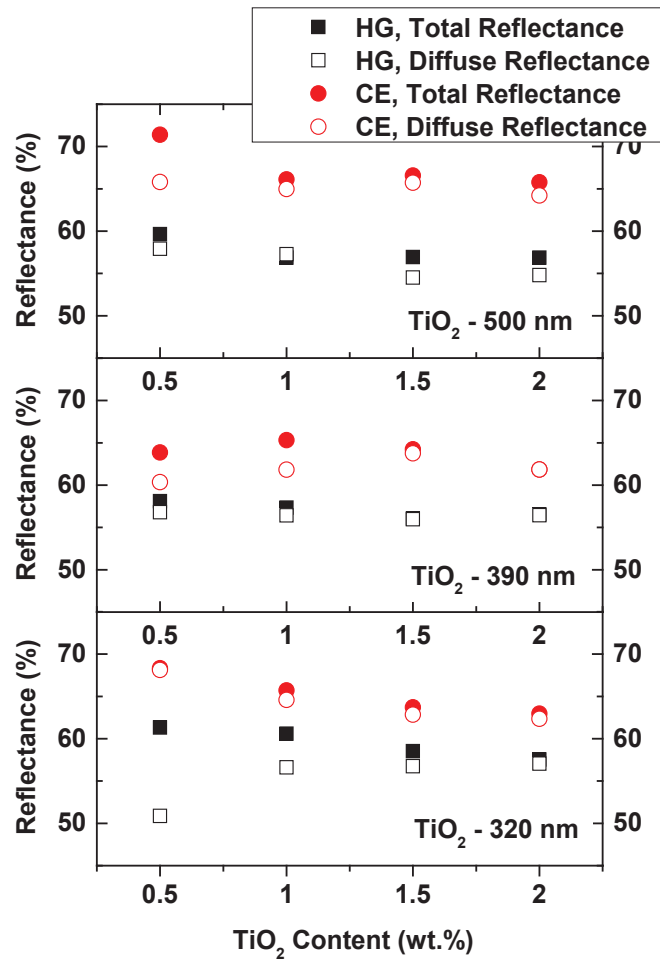 HG, Total Reflectance
HG, Diffuse Reflectance
CE, Total Reflectance
CE, Diffuse Reflectance
70 70
60 60
50 50
Reflectance (%)
TiO₂ - 500 nm
0.5 1 1.5 2
70 70
60 60
50 50
Reflectance (%)
TiO₂ - 390 nm
0.5 1 1.5 2
70 70
60 60
50 50
Reflectance (%)
TiO₂ - 320 nm
0.5 1 1.5 2
TiO₂ Content (wt.%)